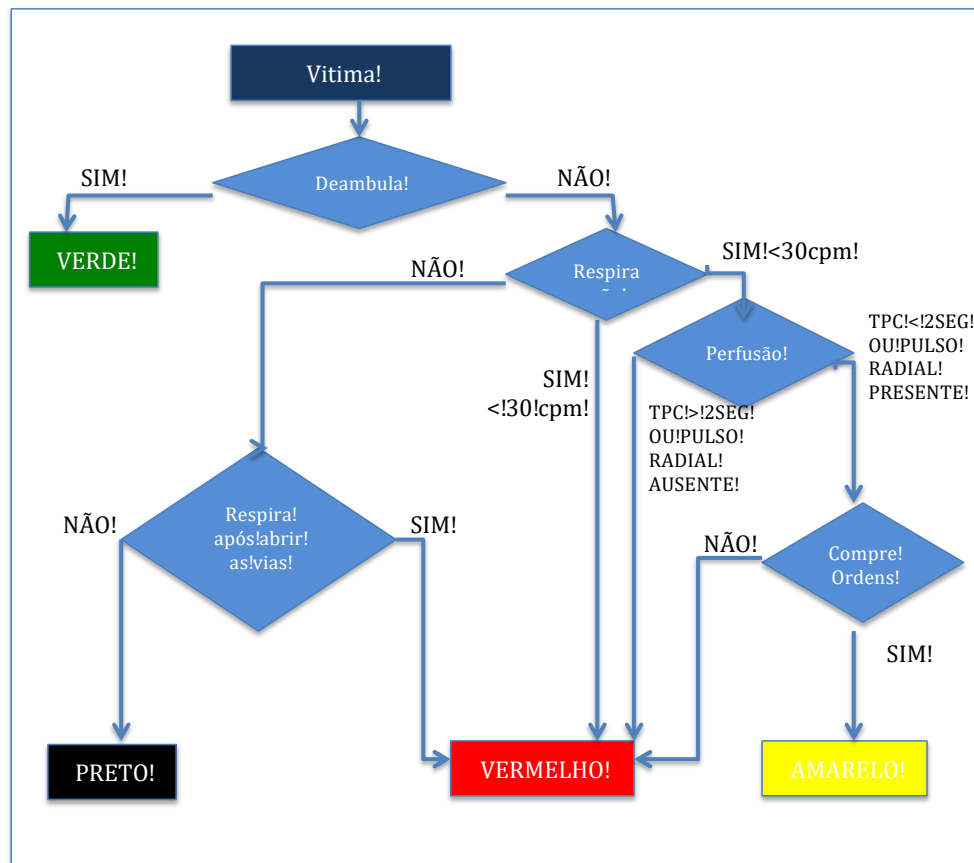 Vitima!
Deambula!
SIM!
NÃO!
VERDE!
NÃO!
Respira
SIM!<30cpm!
Perfusão!
TPC!<!2SEG!
OU!PULSO!
RADIAL!
PRESENTE!
SIM!
<!30!cpm!
TPC!>!2SEG!
OU!PULSO!
RADIAL!
AUSENTE!
NÃO!
Respira!
após!abrir!
as!vias!
SIM!
NÃO!
Compre!
Ordens!
SIM!
PRETO!
VERMELHO!
AMARELO!